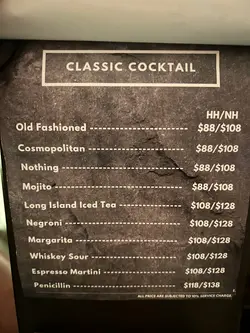 CLASSIC COCKTAIL
HH/NH
Old Fashioned ------------------ $88/$108
Cosmopolitan ------------------ $88/$108
Nothing ------------------ $88/$108
Mojito ------------------ $88/$108
Long Island Iced Tea ------------ $108/$128
Negroni ------------------ $108/$128
Margarita ------------------ $108/$128
Whiskey Sour ------------------ $108/$128
Espresso Martini ------------------ $108/$128
Penicillin ------------------ $118/$138
ALL PRICE ARE SUBJECTED TO 10% SERVICE CHARGE